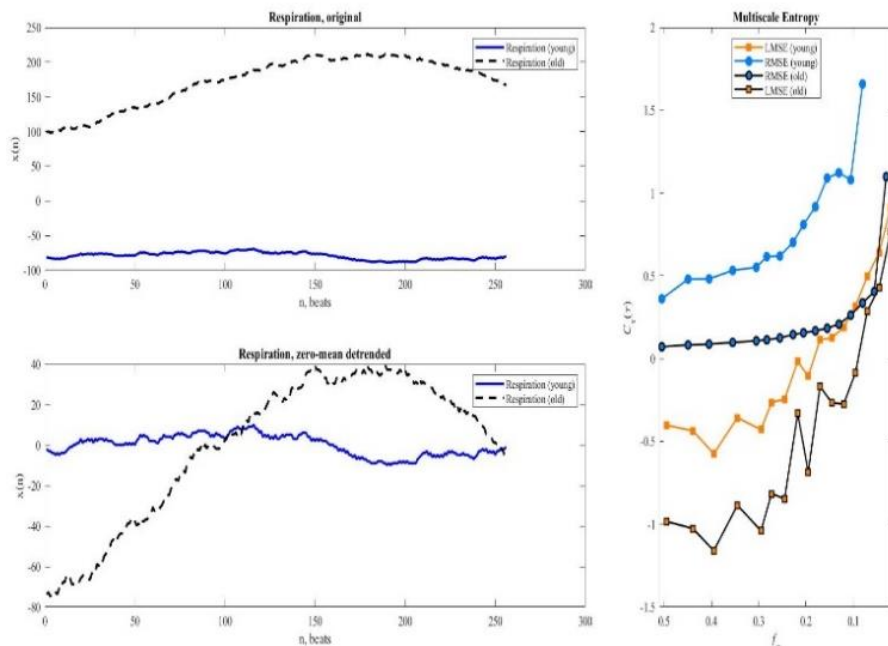 Respiration, original
250
200
150
100
50
0
-50
-100
x(n)
Respiration (young)
Respiration (old)
0 50 100 150 200 250 300
n, beats
Respiration, zero-mean detrended
40
20
0
-20
-40
-60
-80
x(n)
Respiration (young)
Respiration (old)
0 50 100 150 200 250 300
n, beats
Multiscale Entropy
2
1.5
1
0.5
0
-0.5
-1
-1.5
LMSE (young)
RMSE (young)
RMSE (old)
LMSE (old)
0.5 0.4 0.3 0.2 0.1